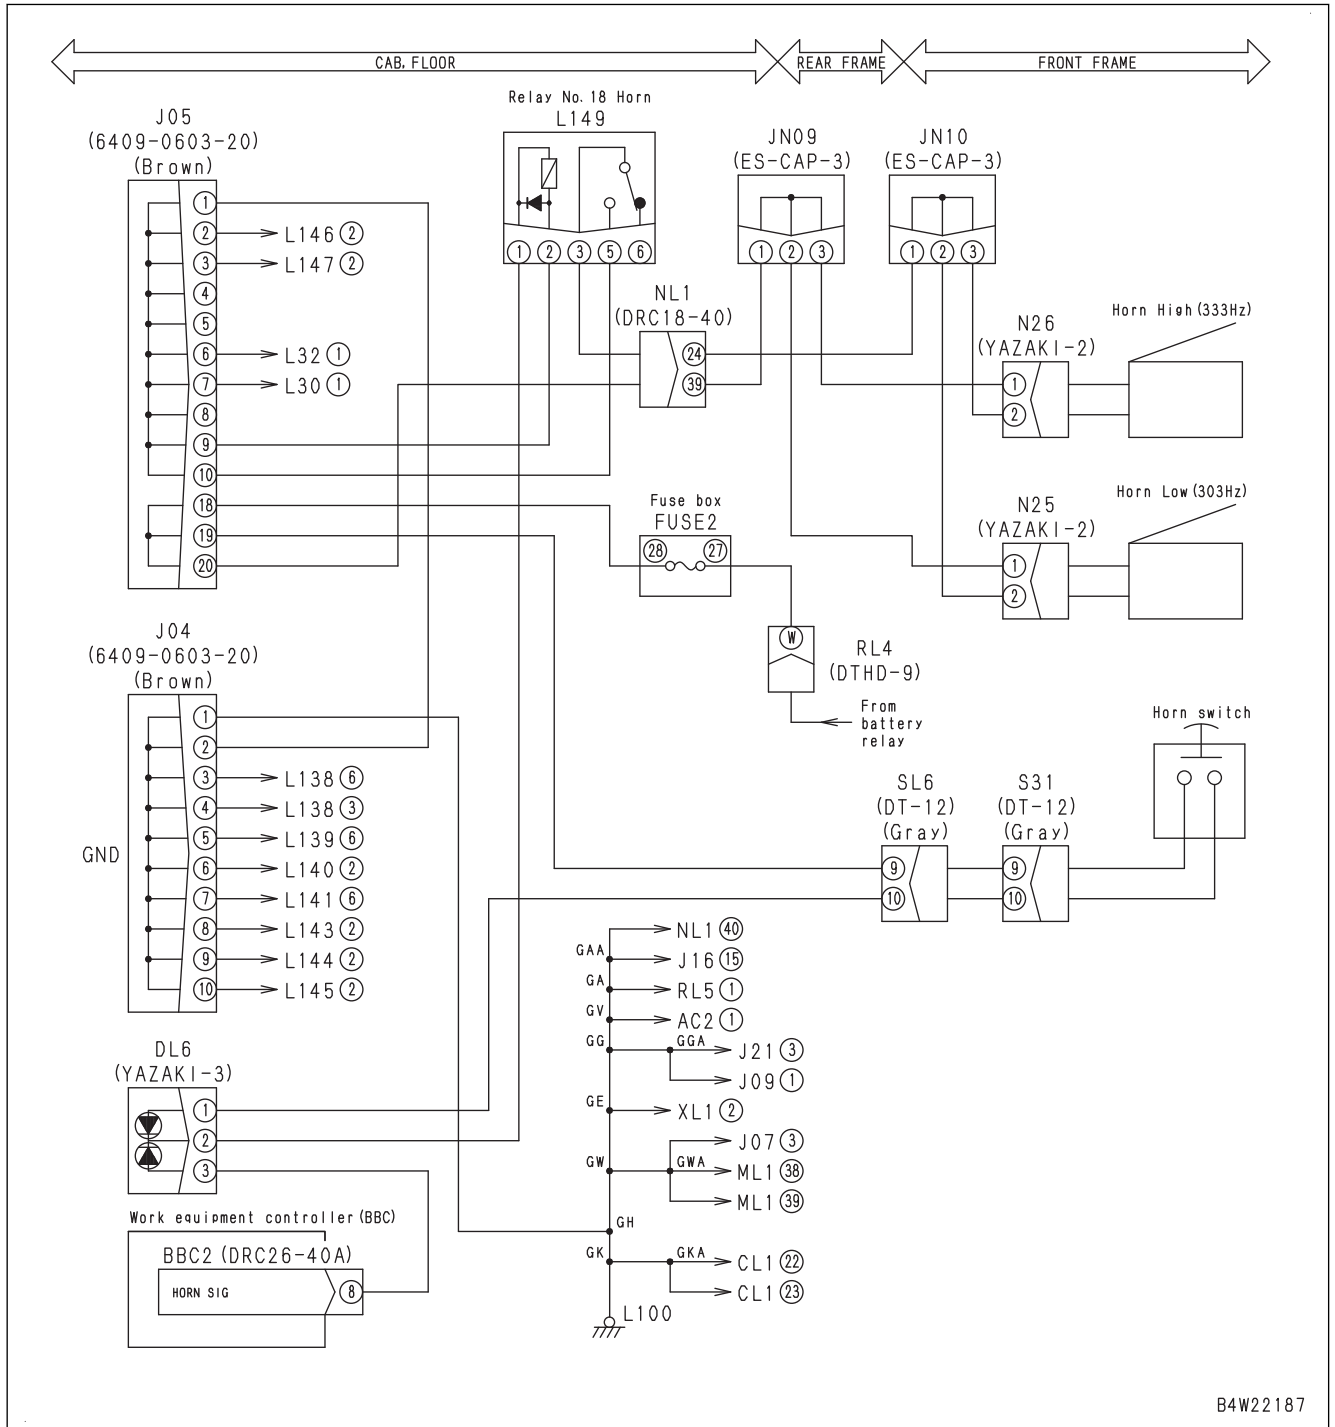 CAB, FLOOR
REAR FRAME
FRONT FRAME
J05
(6409-0603-20)
(Brown)
1
2
L146 2
3
L147 2
4
5
6
L32 1
7
L30 1
8
9
10
18
19
20
Relay No. 18 Horn
L149
1 2 3 5 6
JN09
(ES-CAP-3)
1 2 3
JN10
(ES-CAP-3)
1 2 3
NL1
(DRC18-40)
24
39
N26
(YAZAKI-2)
1
2
Horn High (333Hz)
N25
(YAZAKI-2)
1
2
Horn Low (303Hz)
Fuse box
FUSE2
28 27
W
RL4
(DTHD-9)
From
battery
relay
J04
(6409-0603-20)
(Brown)
GND
1
2
3
L138 6
4
L138 3
5
L139 6
6
L140 2
7
L141 6
8
L143 2
9
L144 2
10
L145 2
Horn switch
SL6
(DT-12)
(Gray)
9
10
S31
(DT-12)
(Gray)
9
10
DL6
(YAZAKI-3)
1
2
3
Work equipment controller (BBC)
BBC2 (DRC26-40A)
HORN SIG
8
NL1 40
GAA
J16 15
GA
RL5 1
GV
AC2 1
GG
GGA
J21 3
J09 1
GE
XL1 2
J07 3
GW
GWA
ML1 38
ML1 39
GH
GK
GKA
CL1 22
CL1 23
L100
B4W22187